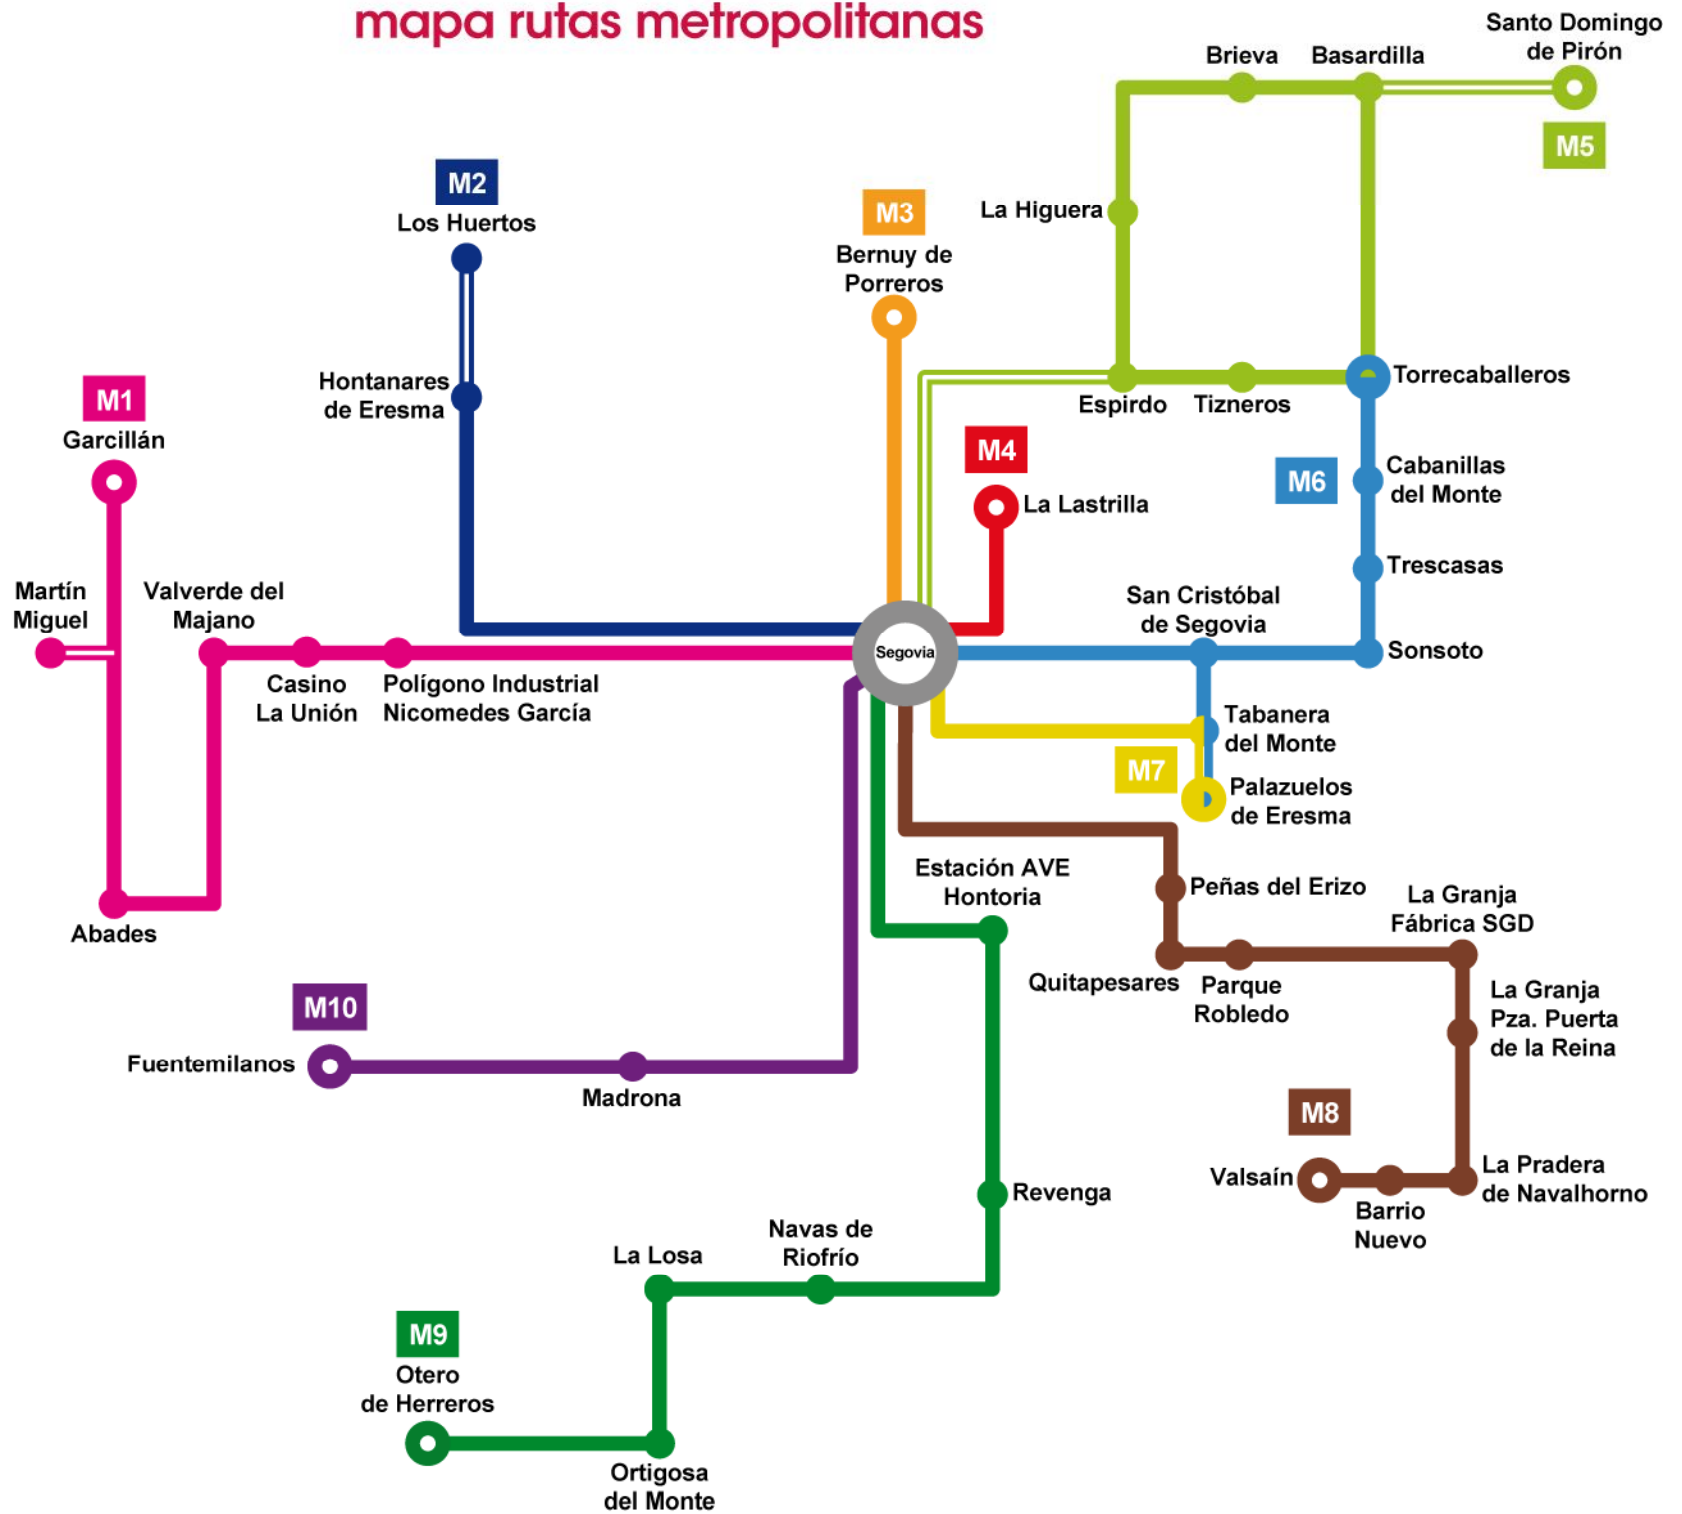 mapa rutas metropolitanas
Santo Domingo
de Pirón
Brieva
Basardilla
M5
M2
Los Huertos
M3
La Higuera
Bernuy de
Porreros
Hontanares
de Eresma
Torrecaballeros
Espirdo
Tizneros
M1
Garcillán
M4
La Lastrilla
M6
Cabanillas
del Monte
Trescasas
Martín
Miguel
Valverde del
Majano
San Cristóbal
de Segovia
Segovia
Sonsoto
Casino
La Unión
Polígono Industrial
Nicomedes García
Tabanera
del Monte
M7
Palazuelos
de Eresma
Estación AVE
Hontoria
Peñas del Erizo
La Granja
Fábrica SGD
Abades
Quitapesares
Parque
Robledo
La Granja
Pza. Puerta
de la Reina
M10
Fuentemilanos
Madrona
M8
Valsaín
La Pradera
de Navalhorno
Barrio
Nuevo
Revenga
Navas de
Riofrío
La Losa
M9
Otero
de Herreros
Ortigosa
del Monte